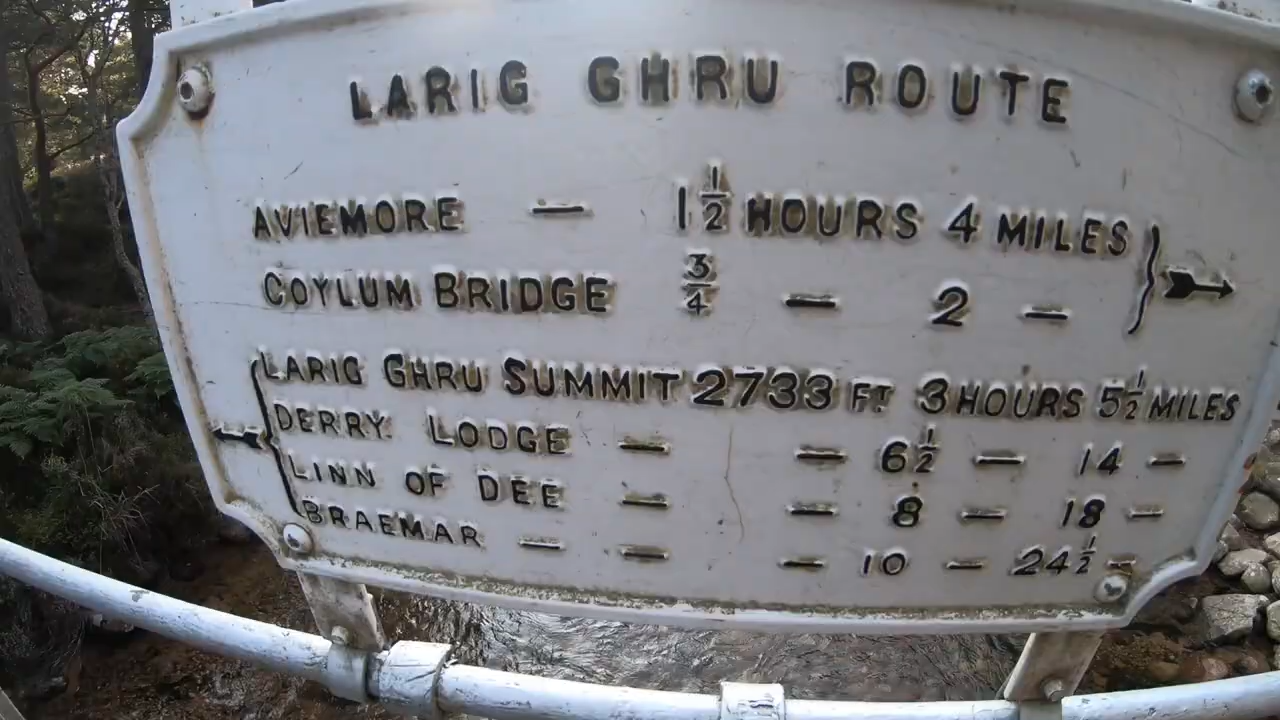 LARIG GHRU ROUTE
AVIEMORE — 1½ HOURS 4 MILES
COYLUM BRIDGE ¾ — 2 —
LARIG GHRU SUMMIT 2733 FT 3 HOURS 5½ MILES
DERRY LODGE — — 6½ — 14 —
LINN OF DEE — — 8 — 18 —
BRAEMAR — — — 10 — 24½ —